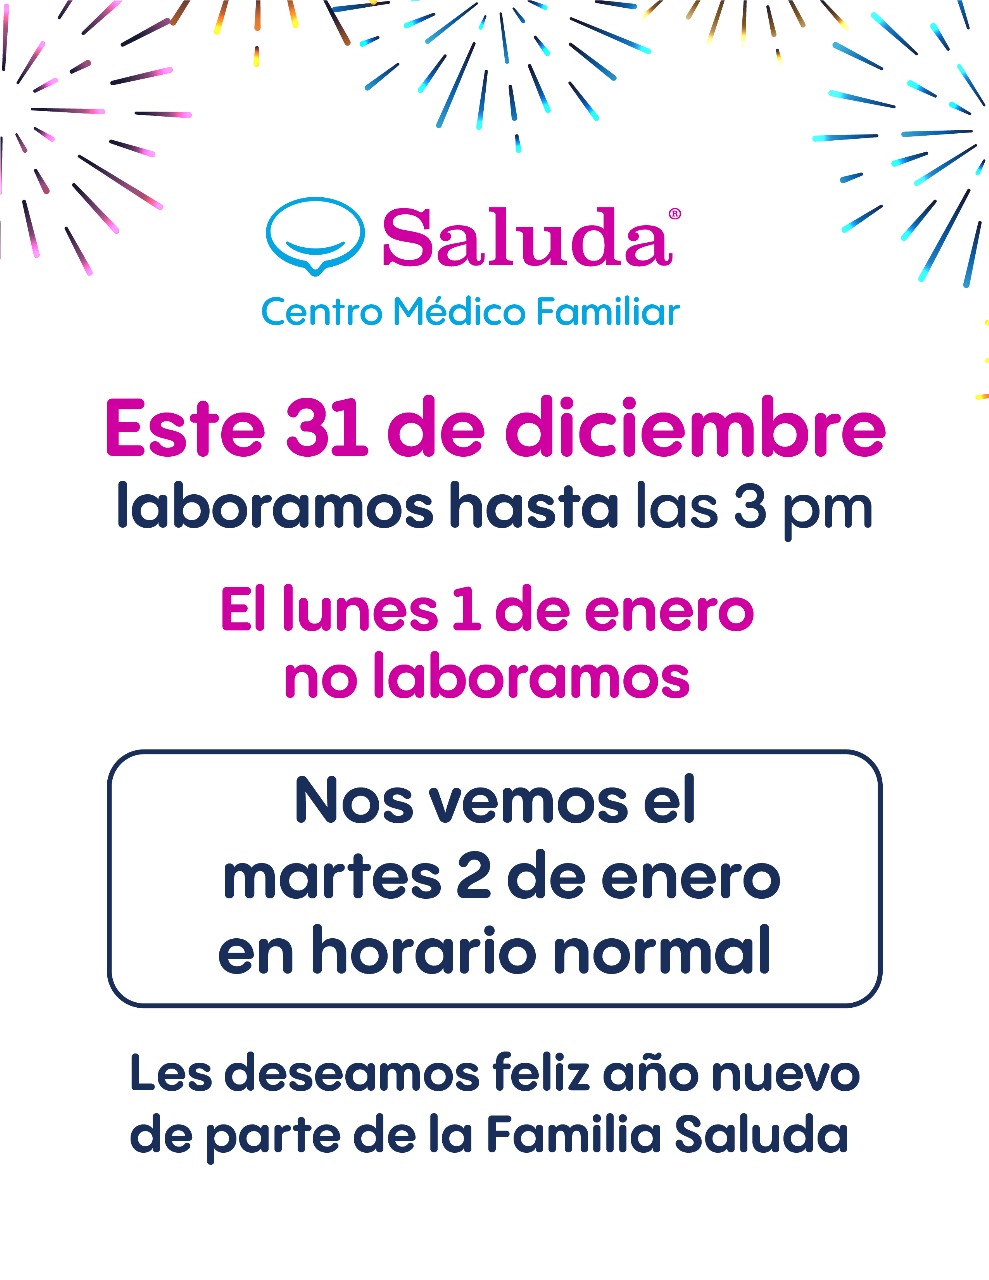 Saluda®
Centro Médico Familiar
Este 31 de diciembre
laboramos hasta las 3 pm
El lunes 1 de enero
no laboramos
Nos vemos el
martes 2 de enero
en horario normal
Les deseamos feliz año nuevo
de parte de la Familia Saluda